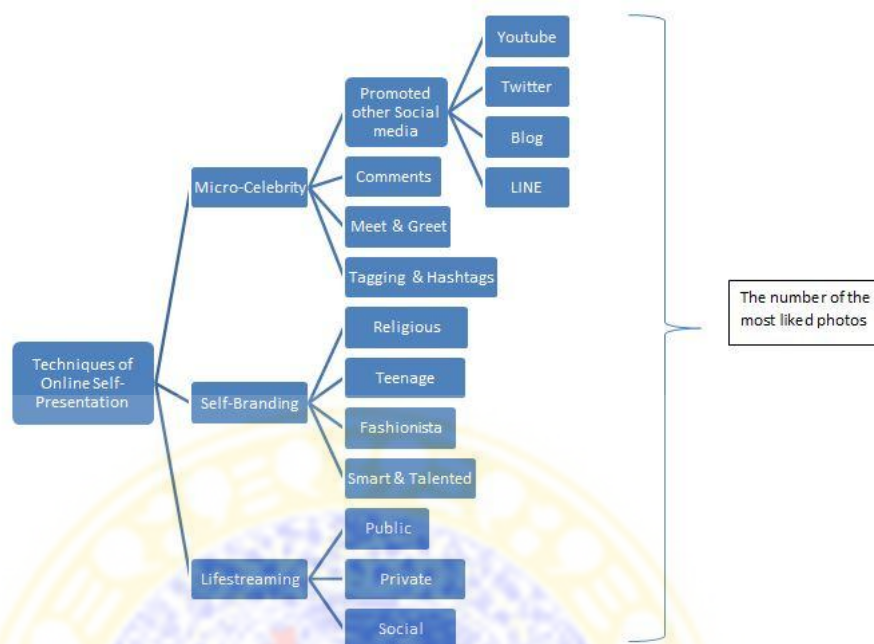 Youtube
Promoted
other Social
media
Twitter
Blog
LINE
Micro-Celebrity
Comments
Meet & Greet
Tagging & Hashtags
The number of the
most liked photos
Techniques of
Online Self-
Presentation
Religious
Teenage
Self-Branding
Fashionista
Smart & Talented
Public
Lifestreaming
Private
Social